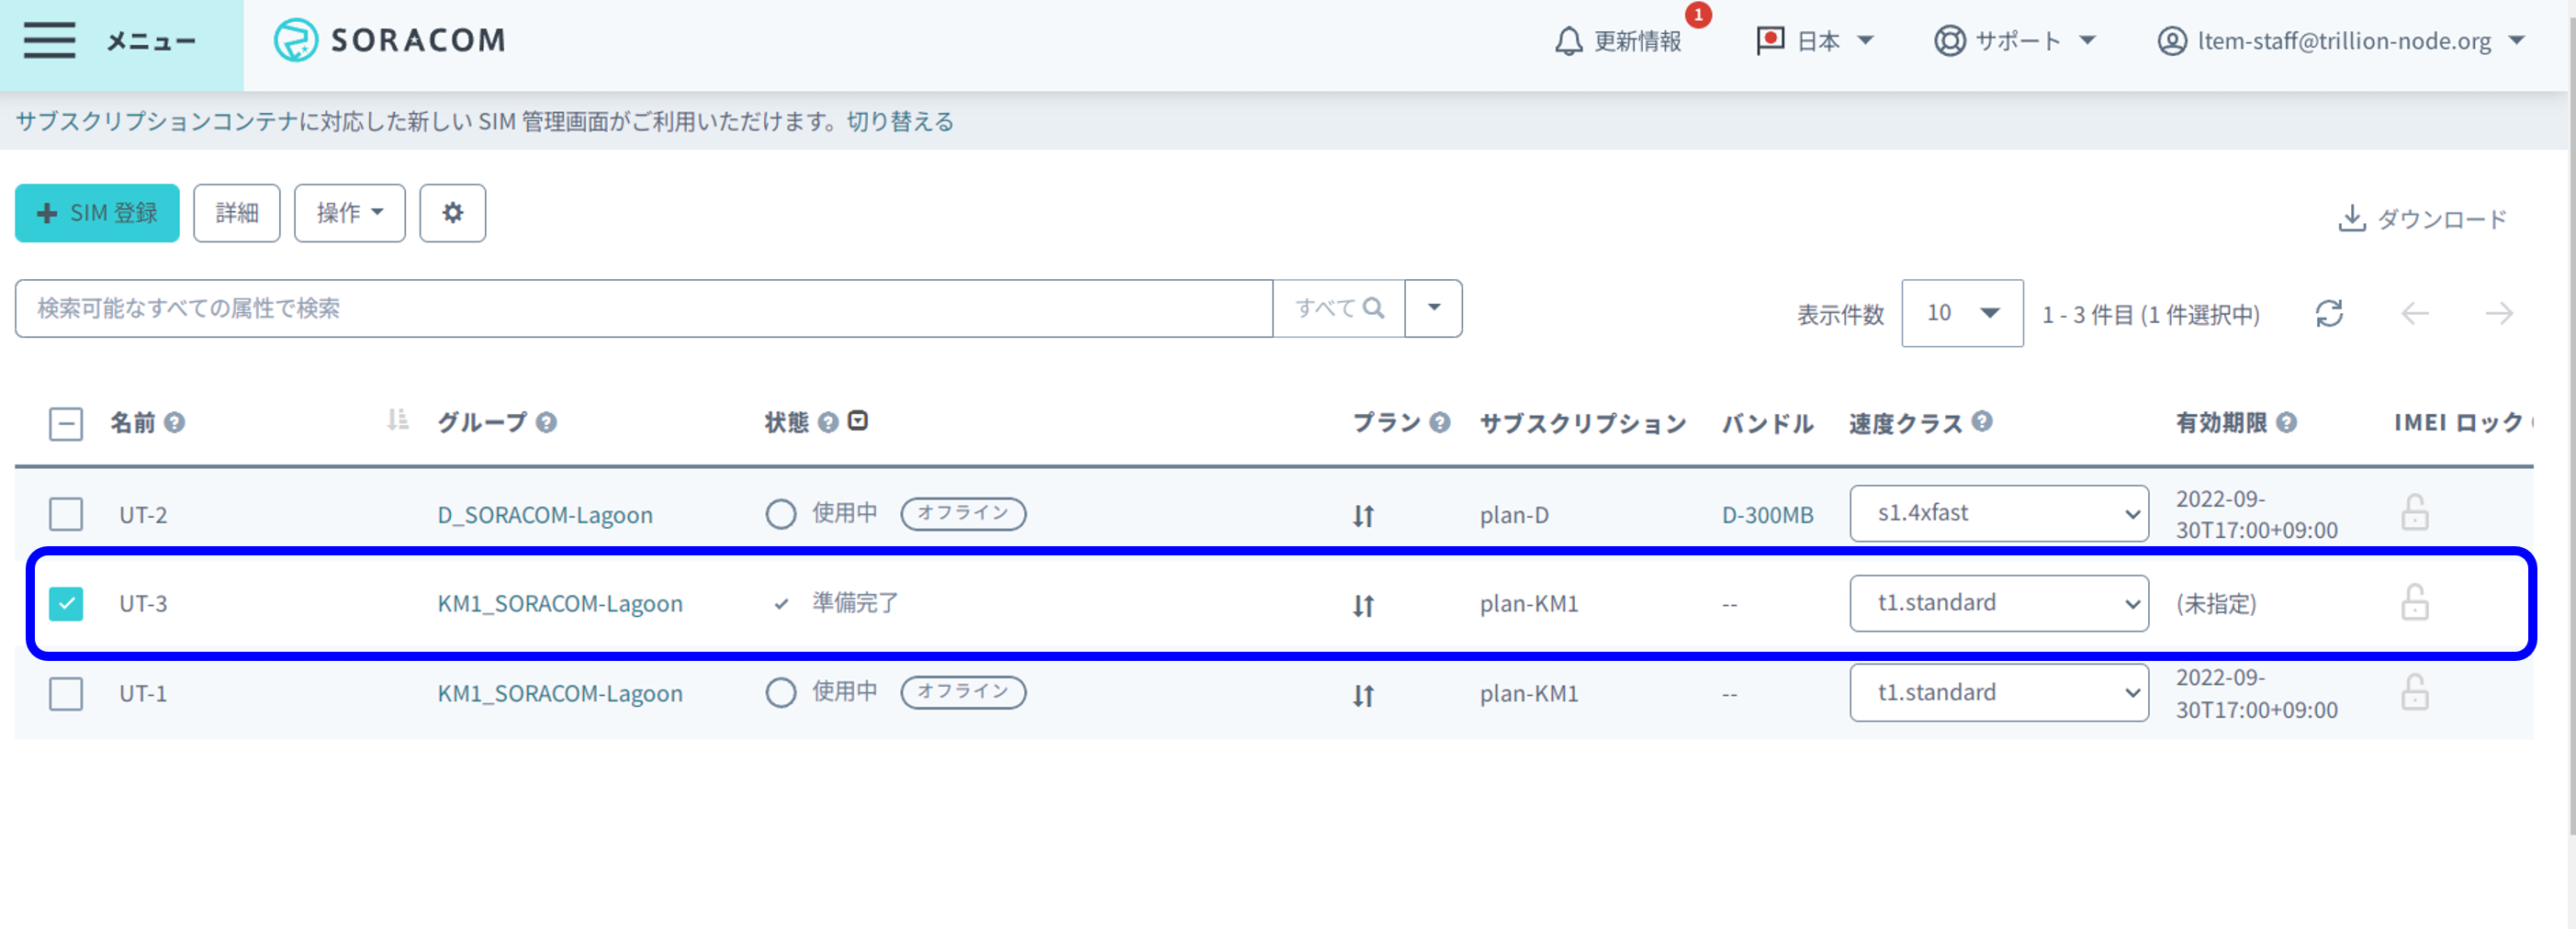 メニュー
SORACOM
更新情報 1
日本
サポート
ltem-staff@trillion-node.org
サブスクリプションコンテナに対応した新しい SIM 管理画面がご利用いただけます。切り替える
SIM 登録
詳細
操作
ダウンロード
検索可能なすべての属性で検索
すべて
表示件数
10
1 - 3 件目 (1 件選択中)
名前 グループ 状態 プラン サブスクリプション バンドル 速度クラス 有効期限 IMEI ロック
UT-2 D_SORACOM-Lagoon 使用中 オフライン plan-D D-300MB s1.4xfast 2022-09-
30T17:00+09:00
UT-3 KM1_SORACOM-Lagoon 準備完了 plan-KM1 -- t1.standard (未指定)
UT-1 KM1_SORACOM-Lagoon 使用中 オフライン plan-KM1 -- t1.standard 2022-09-
30T17:00+09:00